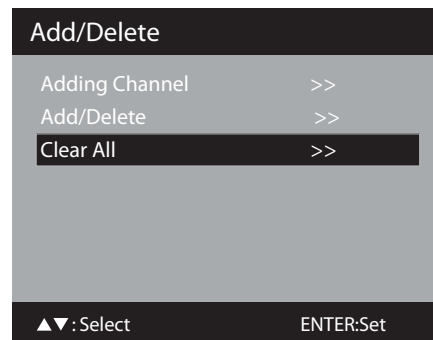 Add/Delete
Adding Channel >>
Add/Delete >>
Clear All >>
▲▼: Select ENTER:Set